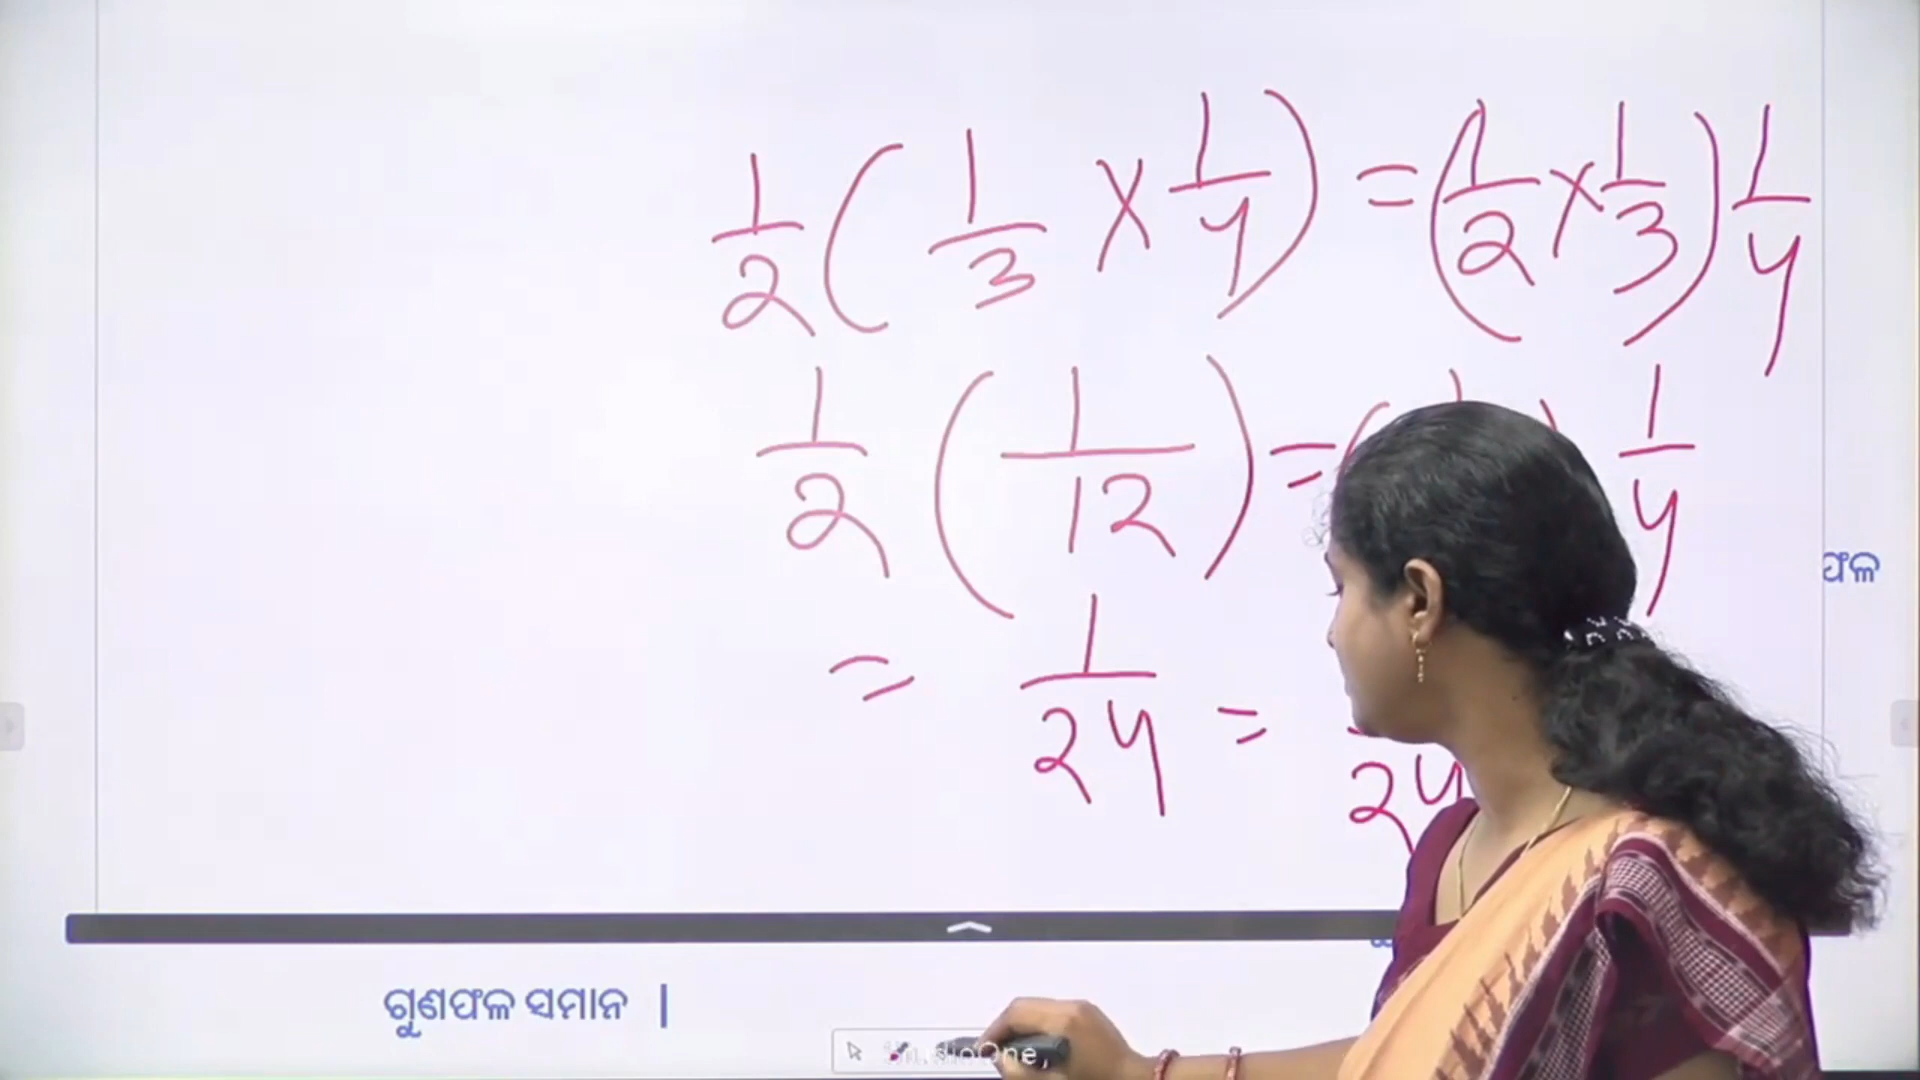 1/2 ( 1/3 × 1/4 ) = ( 1/2 × 1/3 ) 1/4
1/2 ( 1/12 ) = ( 1/4
= 1/24 = 24
ଫଳ
ଗୁଣଫଳ ସମାନ |